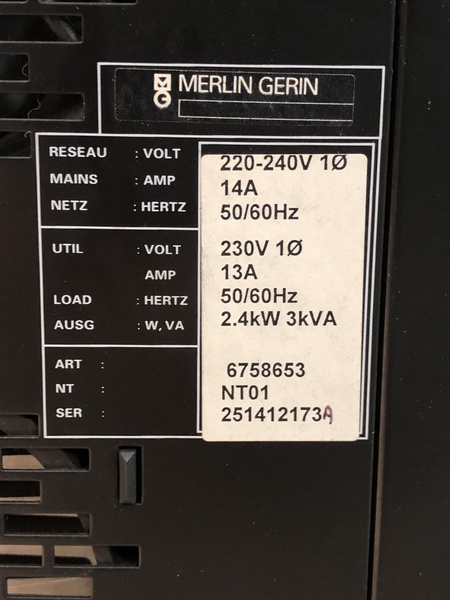 MG MERLIN GERIN
RESEAU : VOLT 220-240V 1Ø
MAINS : AMP 14A
NETZ : HERTZ 50/60Hz
UTIL : VOLT 230V 1Ø
AMP 13A
LOAD : HERTZ 50/60Hz
AUSG : W, VA 2.4kW 3kVA
ART : 6758653
NT : NT01
SER : 251412173A